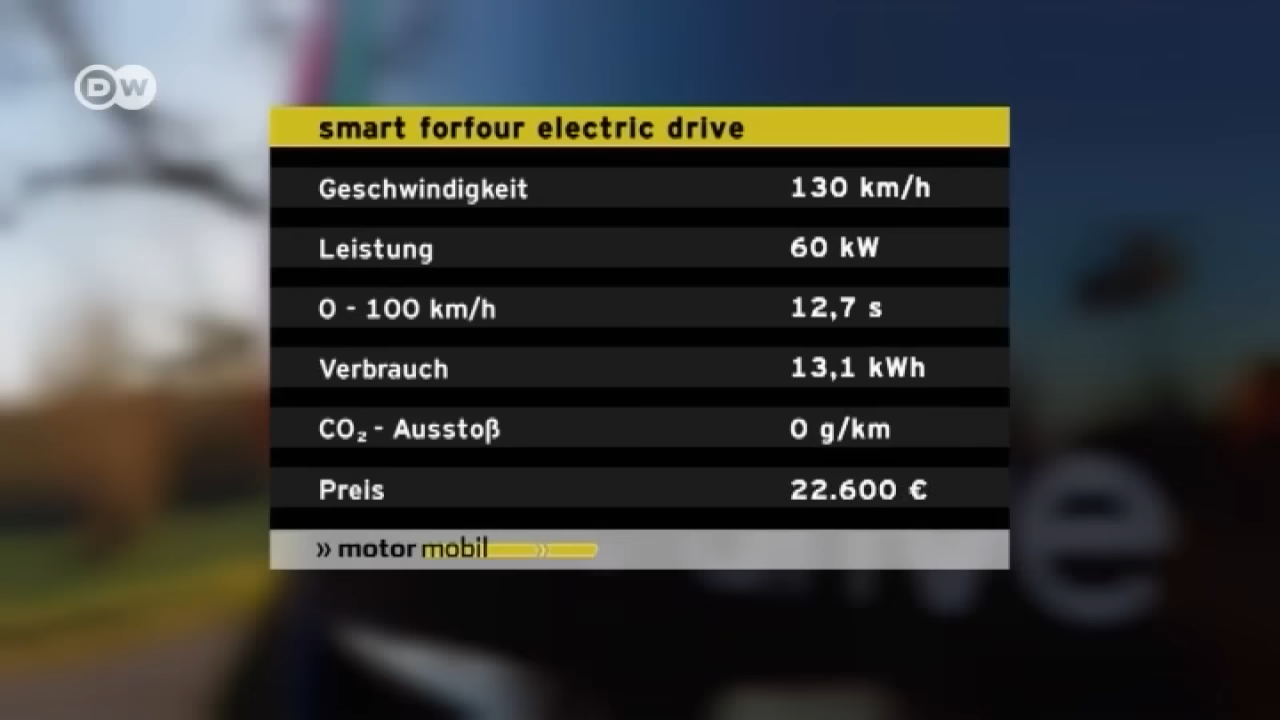 DW
smart forfour electric drive
Geschwindigkeit 130 km/h
Leistung 60 kW
0 - 100 km/h 12,7 s
Verbrauch 13,1 kWh
CO₂ - Ausstoß 0 g/km
Preis 22.600 €
» motor mobil »